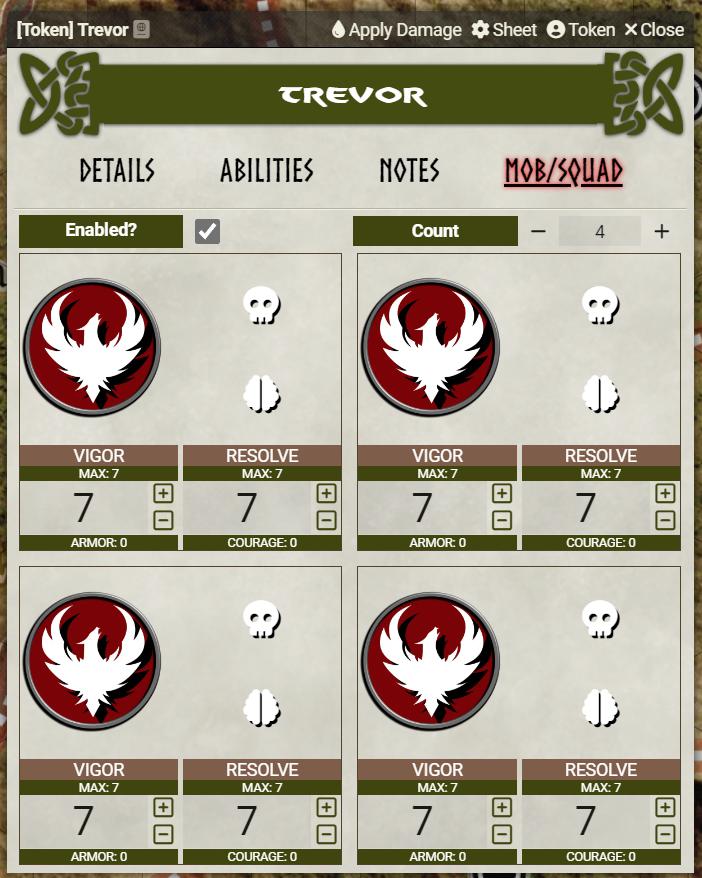 [Token] Trevor Apply Damage Sheet Token Close
TREVOR
DETAILS ABILITIES NOTES MOB/SQUAD
Enabled? Count − 4 +
VIGOR RESOLVE VIGOR RESOLVE
MAX: 7 MAX: 7 MAX: 7 MAX: 7
7 7 7 7
ARMOR: 0 COURAGE: 0 ARMOR: 0 COURAGE: 0
VIGOR RESOLVE VIGOR RESOLVE
MAX: 7 MAX: 7 MAX: 7 MAX: 7
7 7 7 7
ARMOR: 0 COURAGE: 0 ARMOR: 0 COURAGE: 0